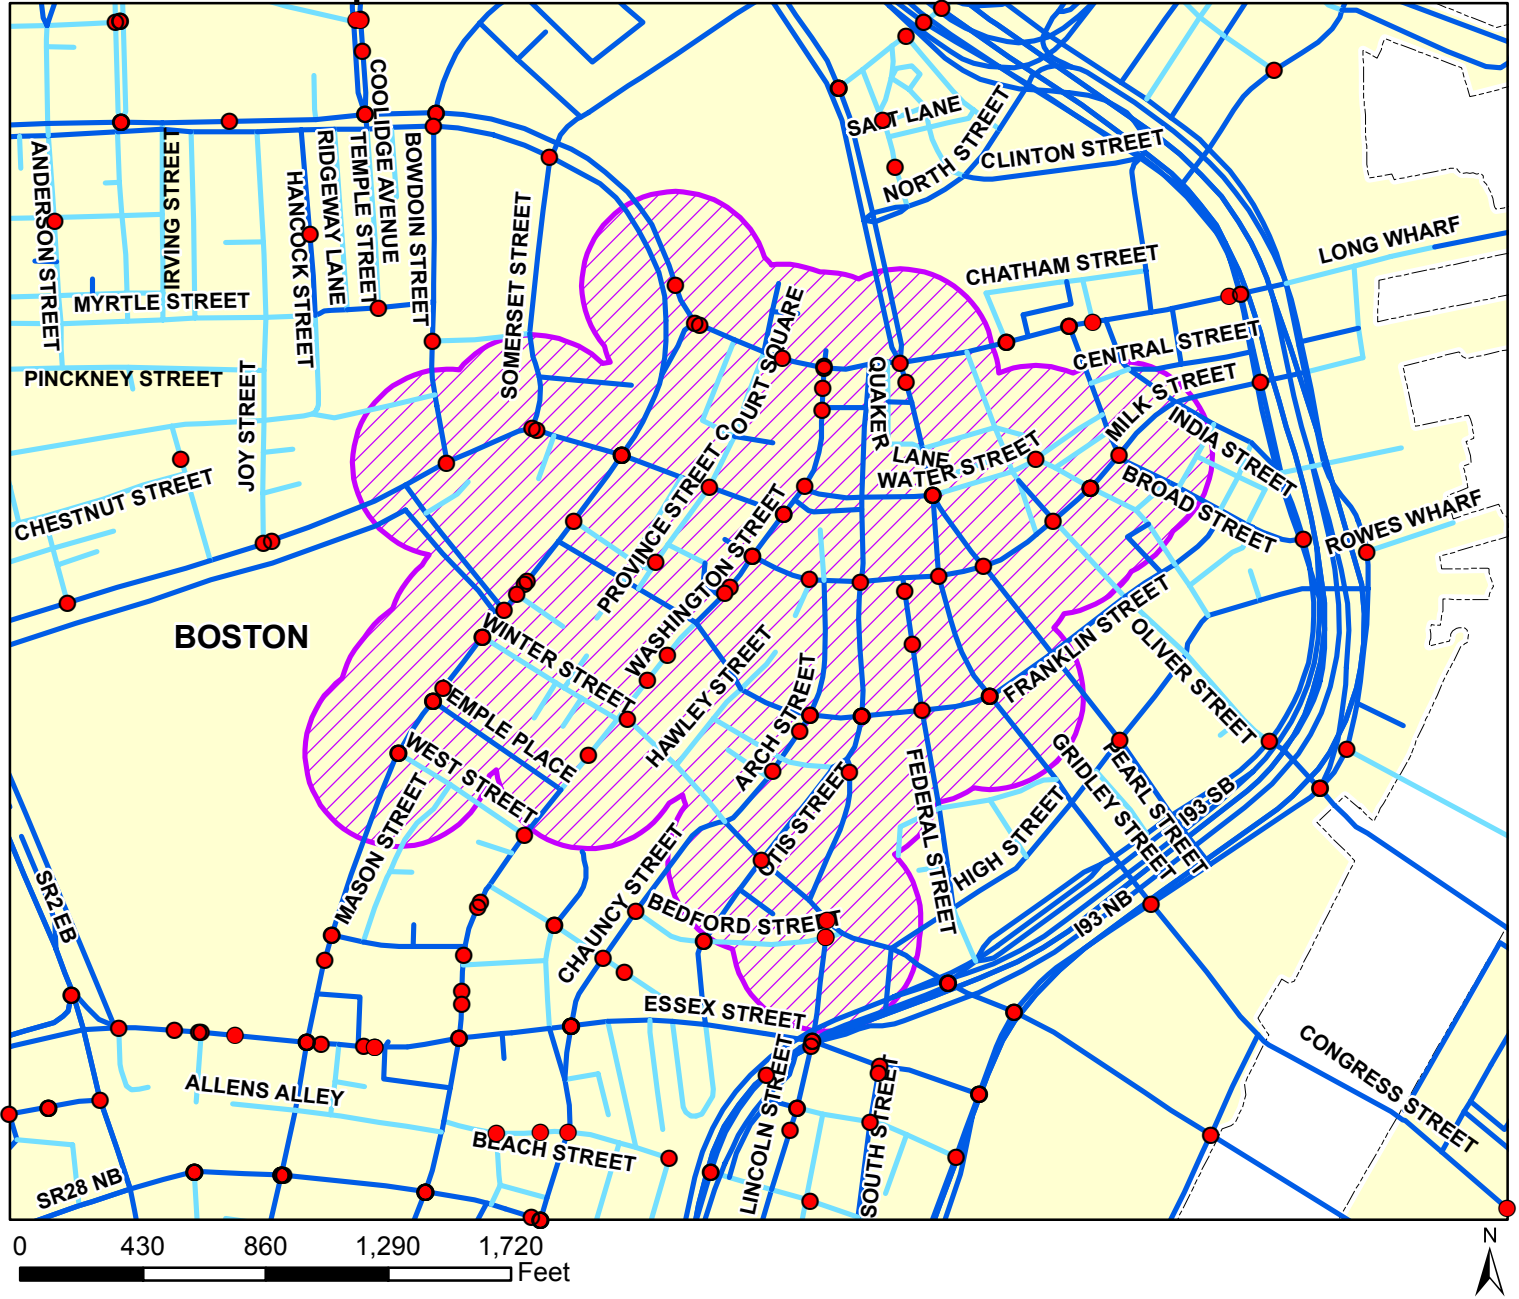 COOLIDGE AVENUE
SALT LANE
NORTH STREET
CLINTON STREET
ANDERSON STREET
IRVING STREET
HANCOCK STREET
RIDGEWAY LANE
TEMPLE STREET
BOWDOIN STREET
SOMERSET STREET
LONG WHARF
CHATHAM STREET
MYRTLE STREET
COURT SQUARE
CENTRAL STREET
PINCKNEY STREET
JOY STREET
QUAKER
LANE
MILK STREET
INDIA STREET
WATER STREET
BROAD STREET
CHESTNUT STREET
ROWES WHARF
PROVINCE STREET
WASHINGTON STREET
BOSTON
WINTER STREET
FRANKLIN STREET
OLIVER STREET
HAWLEY STREET
ARCH STREET
TEMPLE PLACE
WEST STREET
MASON STREET
OTIS STREET
FEDERAL STREET
GRIDLEY STREET
PEARL STREET
I93 SB
HIGH STREET
I93 NB
SR2 EB
CHAUNCY STREET
BEDFORD STREET
ESSEX STREET
ALLENS ALLEY
BEACH STREET
LINCOLN STREET
SOUTH STREET
CONGRESS STREET
SR28 NB
0 430 860 1,290 1,720
Feet
N